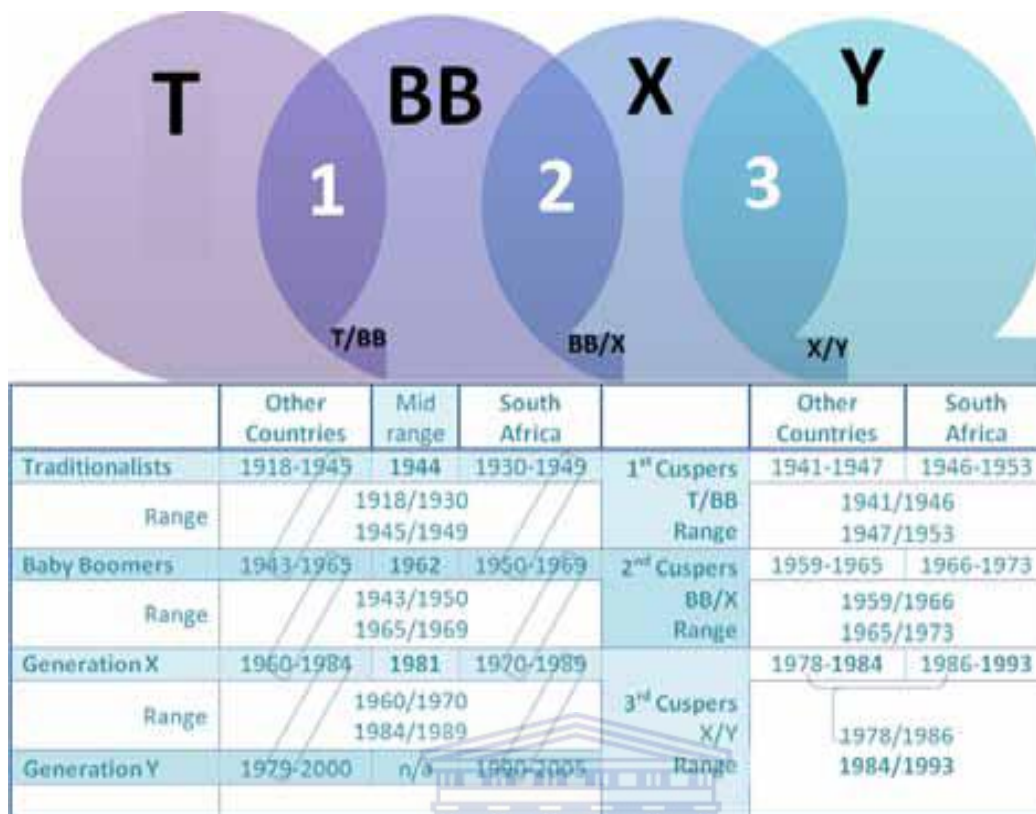 T BB X Y
1 2 3
T/BB BB/X X/Y
Other Countries Mid range South Africa Other Countries South Africa
Traditionalists 1918-1945 1944 1930-1949 1st Cuspers 1941-1947 1946-1953
Range 1918/1930 T/BB 1941/1946
1945/1949 Range 1947/1953
Baby Boomers 1943-1965 1962 1950-1969 2nd Cuspers 1959-1965 1966-1973
Range 1943/1950 BB/X 1959/1966
1965/1969 Range 1965/1973
Generation X 1960-1984 1981 1970-1989 1978-1984 1986-1993
Range 1960/1970 3rd Cuspers
1984/1989 X/Y 1978/1986
Generation Y 1979-2000 n/a 1990-2005 Range 1984/1993